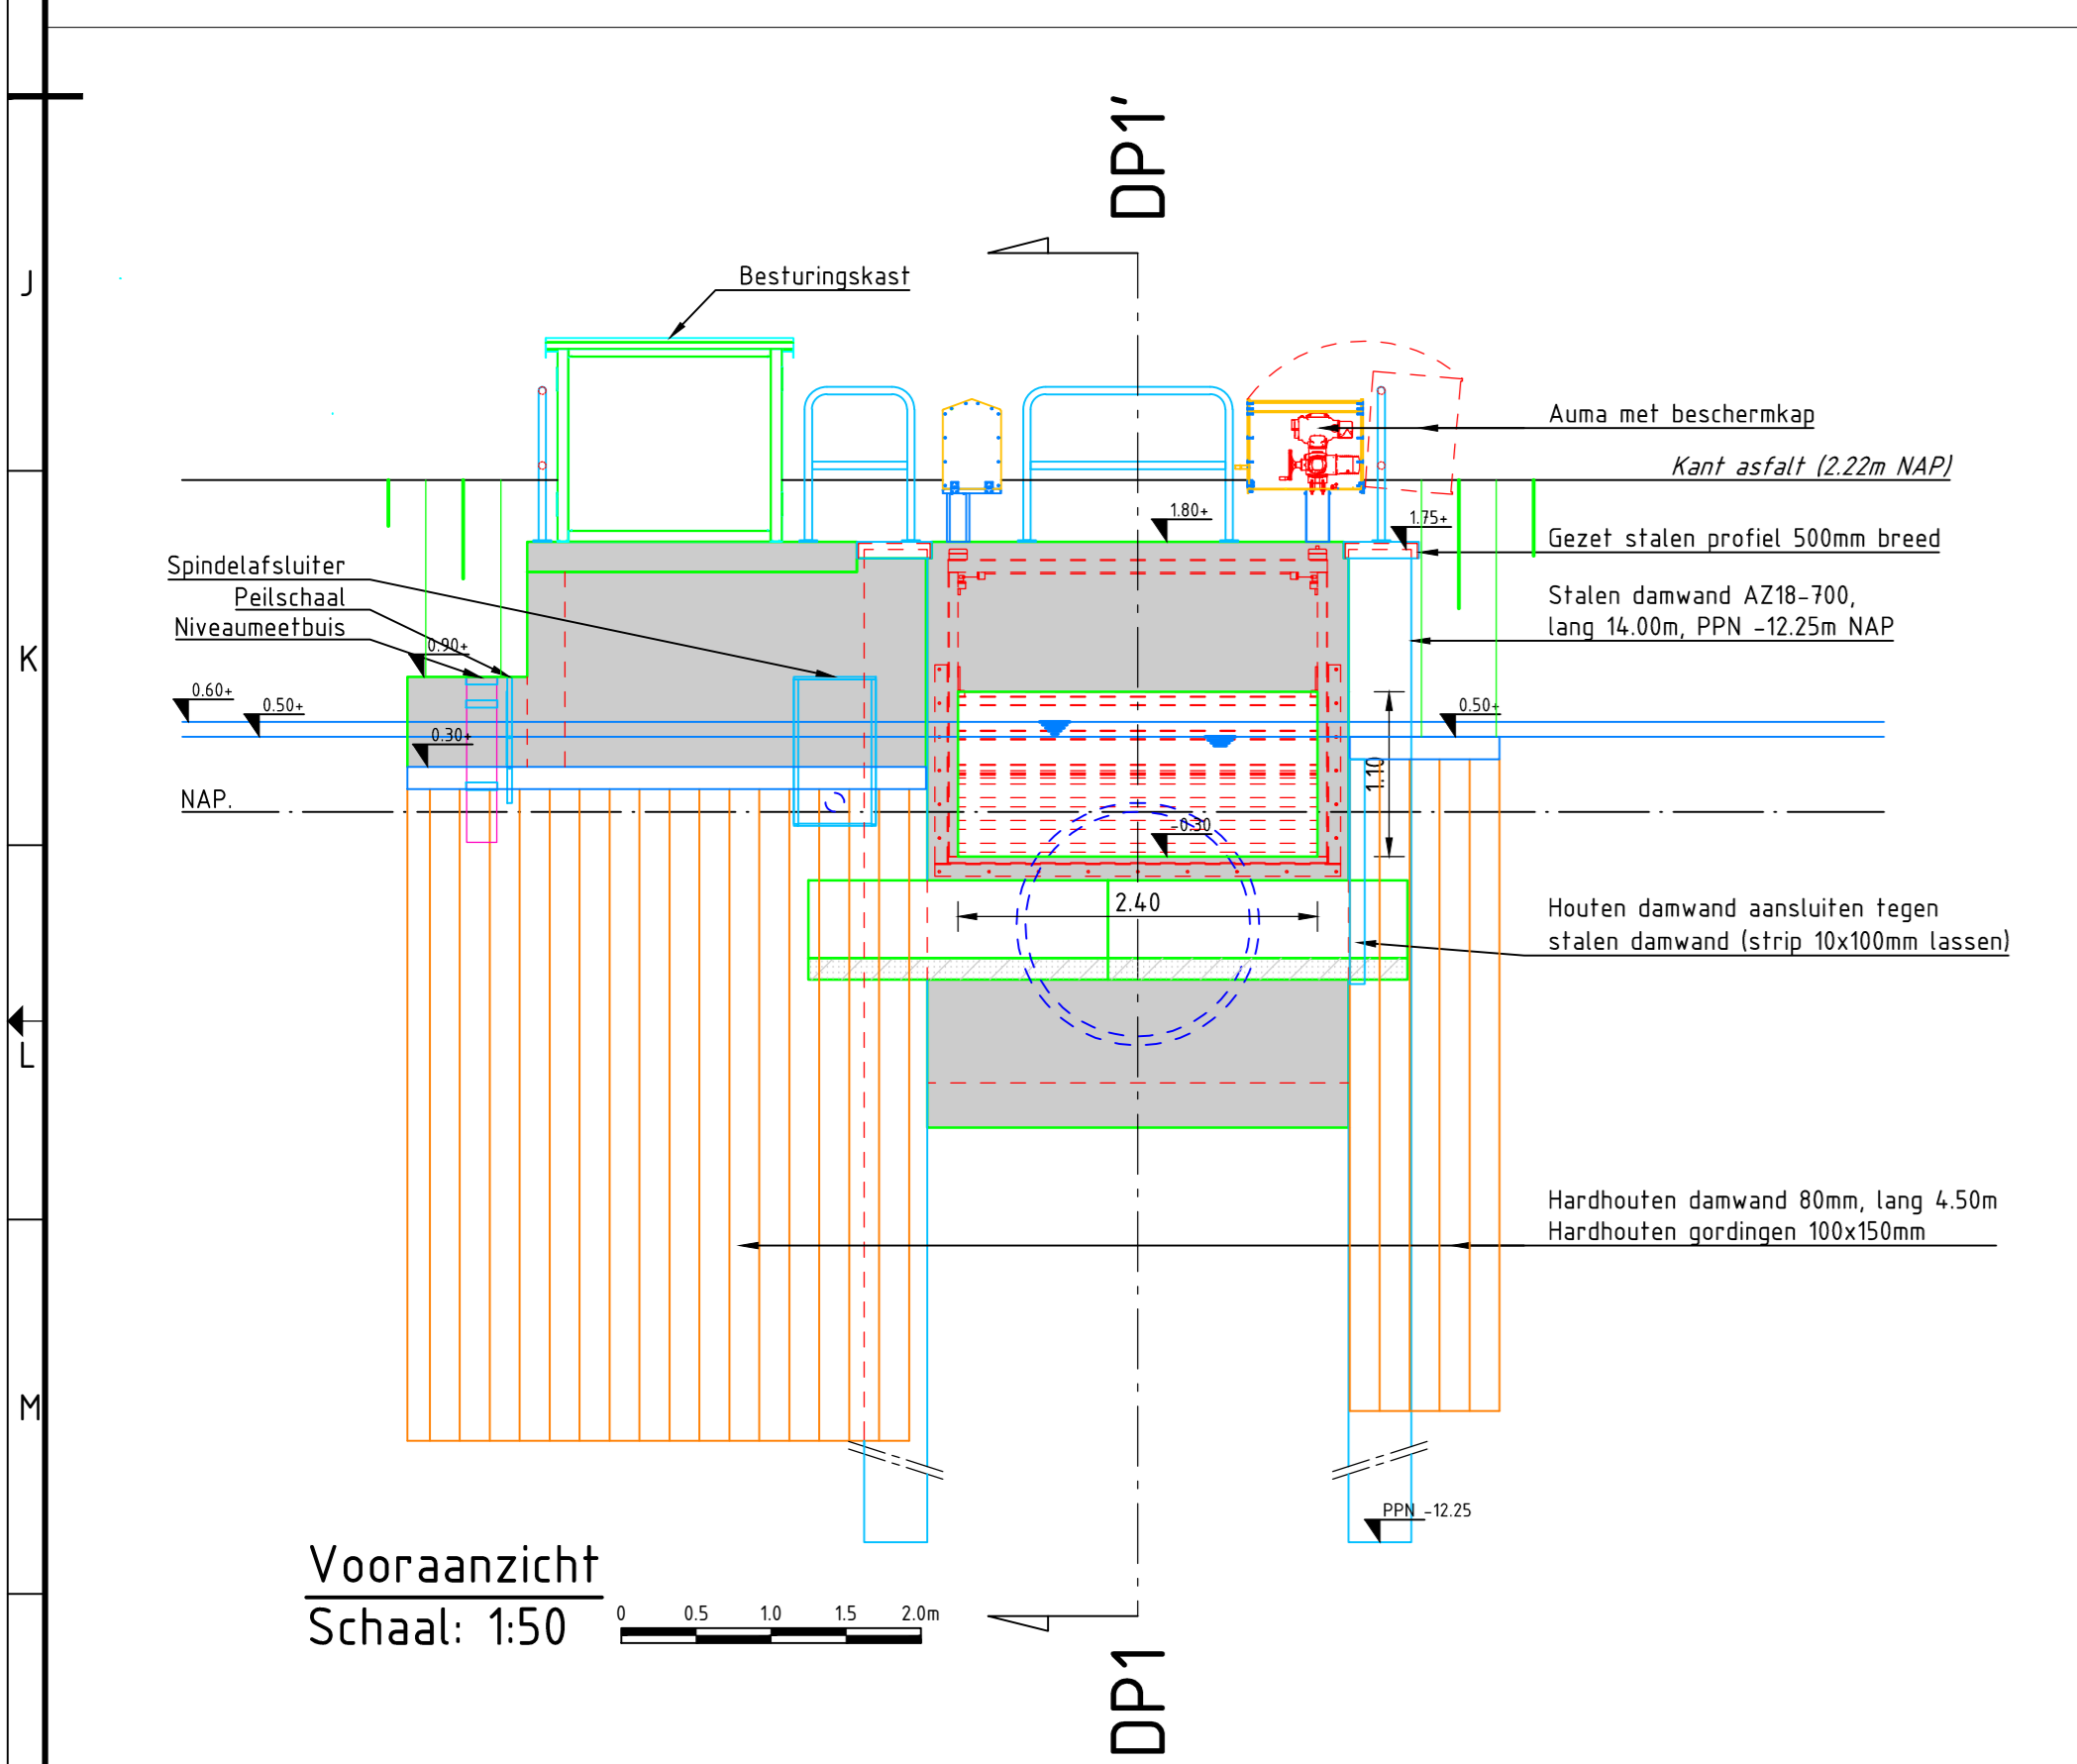 DP1'
J
Besturingskast
Auma met beschermkap
Kant asfalt (2.22m NAP)
1.80+
1.75+
Gezet stalen profiel 500mm breed
Spindelafsluiter
Peilschaal
Niveaumeetbuis
Stalen damwand AZ18-700,
lang 14.00m, PPN -12.25m NAP
K
0.90+
0.60+
0.50+
0.50+
0.30+
1.10
NAP.
-0.30
2.40
Houten damwand aansluiten tegen
stalen damwand (strip 10x100mm lassen)
L
Hardhouten damwand 80mm, lang 4.50m
Hardhouten gordingen 100x150mm
M
PPN -12.25
Vooraanzicht
Schaal: 1:50
0 0.5 1.0 1.5 2.0m
DP1